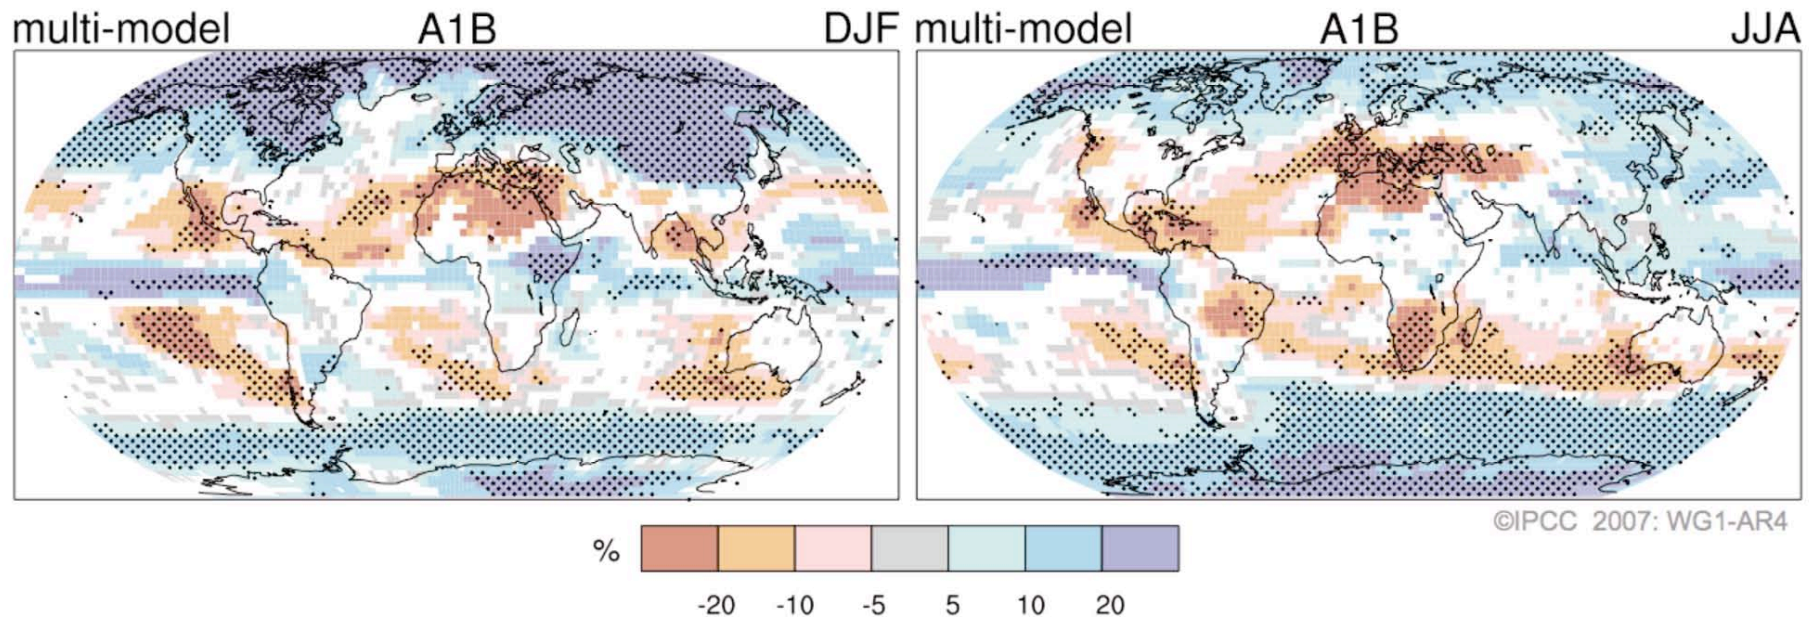 multi-model A1B DJF multi-model A1B JJA
©IPCC 2007: WG1-AR4
%
-20 -10 -5 5 10 20